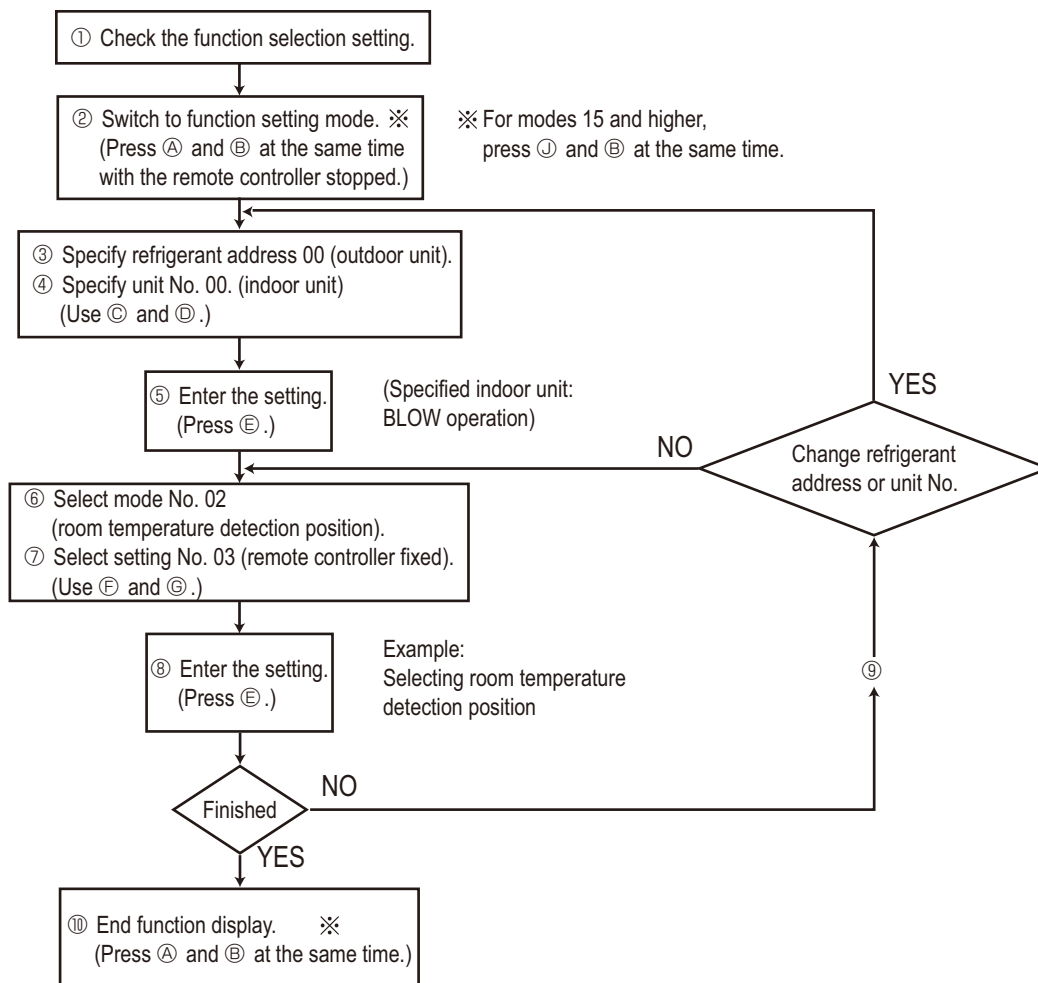 ① Check the function selection setting.
② Switch to function setting mode. ※
(Press Ⓐ and Ⓑ at the same time
with the remote controller stopped.)
※ For modes 15 and higher,
press Ⓙ and Ⓑ at the same time.
③ Specify refrigerant address 00 (outdoor unit).
④ Specify unit No. 00. (indoor unit)
(Use Ⓒ and Ⓓ.)
⑤ Enter the setting.
(Press Ⓔ.)
(Specified indoor unit:
BLOW operation)
YES
NO
Change refrigerant
address or unit No.
⑥ Select mode No. 02
(room temperature detection position).
⑦ Select setting No. 03 (remote controller fixed).
(Use Ⓕ and Ⓖ.)
⑧ Enter the setting.
(Press Ⓔ.)
Example:
Selecting room temperature
detection position
⑨
Finished
NO
YES
⑩ End function display. ※
(Press Ⓐ and Ⓑ at the same time.)